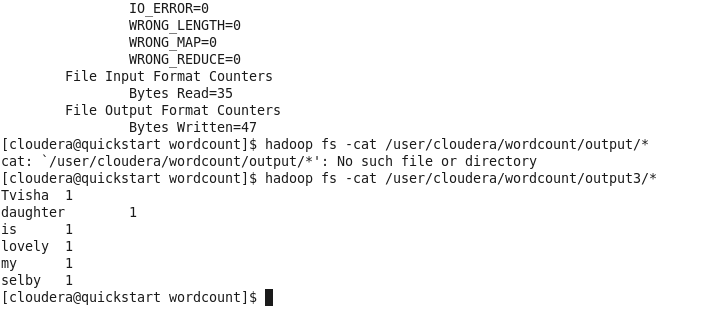 IO_ERROR=0
WRONG_LENGTH=0
WRONG_MAP=0
WRONG_REDUCE=0
File Input Format Counters
Bytes Read=35
File Output Format Counters
Bytes Written=47
[cloudera@quickstart wordcount]$ hadoop fs -cat /user/cloudera/wordcount/output/*
cat: `/user/cloudera/wordcount/output/*': No such file or directory
[cloudera@quickstart wordcount]$ hadoop fs -cat /user/cloudera/wordcount/output3/*
Tvisha  1
daughter        1
is      1
lovely  1
my      1
selby   1
[cloudera@quickstart wordcount]$